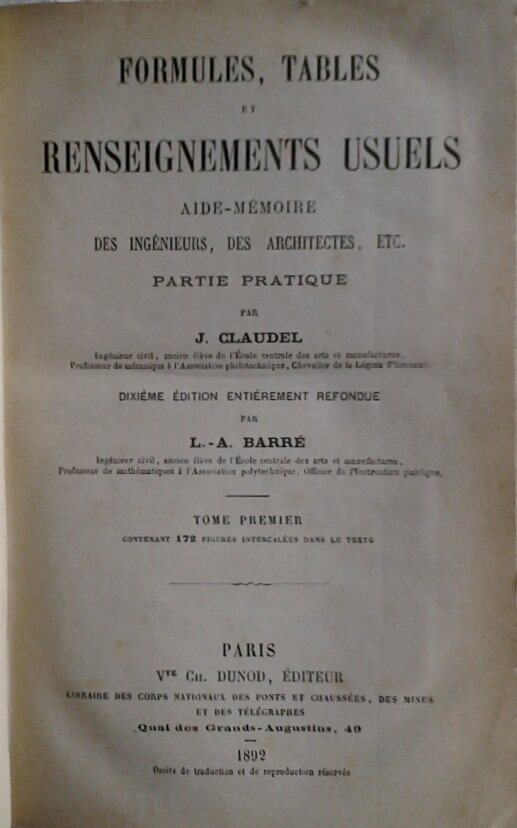 FORMULES, TABLES
ET
RENSEIGNEMENTS USUELS
AIDE-MÉMOIRE
DES INGÉNIEURS, DES ARCHITECTES, ETC.
PARTIE PRATIQUE
PAR
J. CLAUDEL
Ingénieur civil, ancien élève de l'École centrale des arts et manufactures,
Professeur de mécanique à l'Association philotechnique, Chevalier de la Légion d'honneur.
DIXIÈME ÉDITION ENTIÈREMENT REFONDUE
PAR
L.-A. BARRÉ
Ingénieur civil, ancien élève de l'École centrale des arts et manufactures,
Professeur de mathématiques à l'Association polytechnique, Officier de l'Instruction publique.
TOME PREMIER
CONTENANT 172 FIGURES INTERCALÉES DANS LE TEXTE
PARIS
VVE CH. DUNOD, ÉDITEUR
LIBRAIRE DES CORPS NATIONAUX DES PONTS ET CHAUSSÉES, DES MINES
ET DES TÉLÉGRAPHES
Quai des Grands-Augustins, 49
1892
Droits de traduction et de reproduction réservés